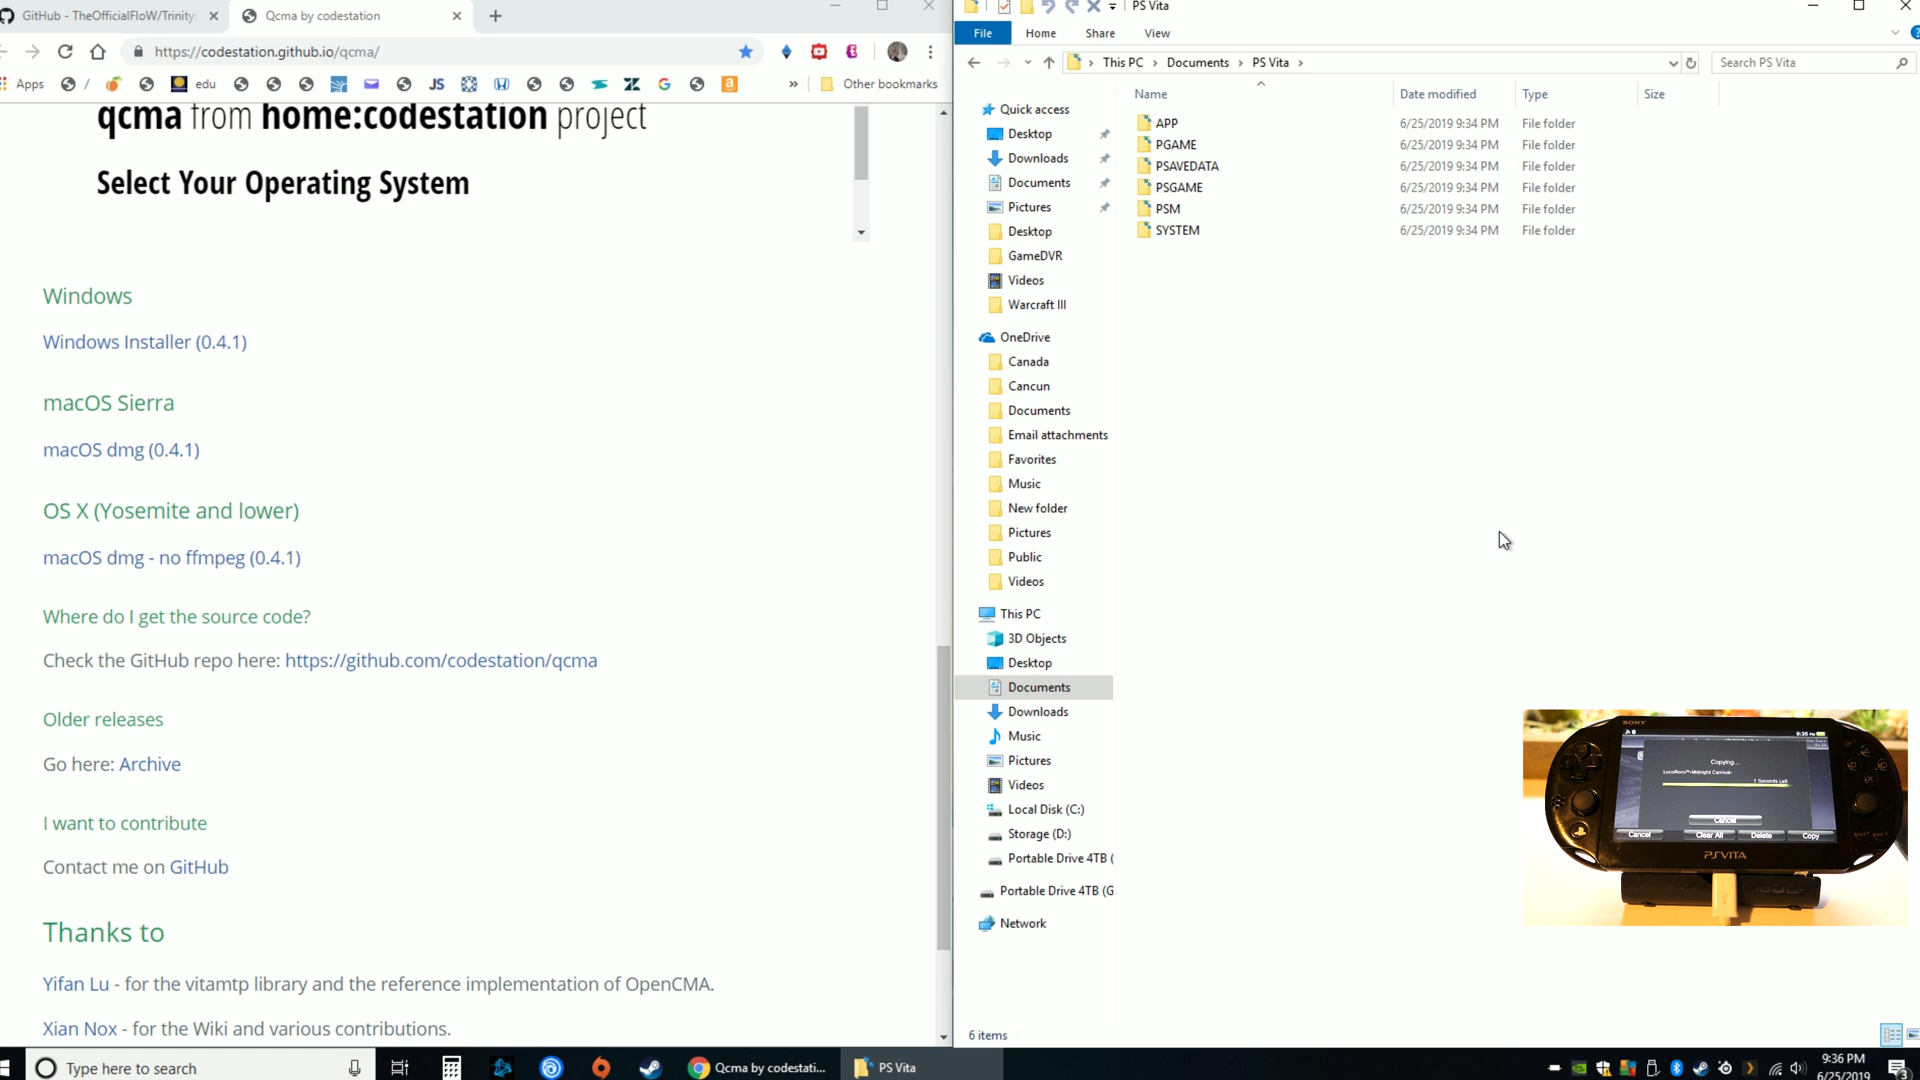 GitHub - TheOfficialFloW/Trinity:
Qcma by codestation
https://codestation.github.io/qcma/
Apps
/
edu
JS
Other bookmarks
qcma from home:codestation project
Select Your Operating System
Windows
Windows Installer (0.4.1)
macOS Sierra
macOS dmg (0.4.1)
OS X (Yosemite and lower)
macOS dmg - no ffmpeg (0.4.1)
Where do I get the source code?
Check the GitHub repo here: https://github.com/codestation/qcma
Older releases
Go here: Archive
I want to contribute
Contact me on GitHub
Thanks to
Yifan Lu - for the vitamtp library and the reference implementation of OpenCMA.
Xian Nox - for the Wiki and various contributions.
PS Vita
File Home Share View
This PC > Documents > PS Vita >
Search PS Vita
Name Date modified Type Size
APP 6/25/2019 9:34 PM File folder
PGAME 6/25/2019 9:34 PM File folder
PSAVEDATA 6/25/2019 9:34 PM File folder
PSGAME 6/25/2019 9:34 PM File folder
PSM 6/25/2019 9:34 PM File folder
SYSTEM 6/25/2019 9:34 PM File folder
Quick access
Desktop
Downloads
Documents
Pictures
Desktop
GameDVR
Videos
Warcraft III
OneDrive
Canada
Cancun
Documents
Email attachments
Favorites
Music
New folder
Pictures
Public
Videos
This PC
3D Objects
Desktop
Documents
Downloads
Music
Pictures
Videos
Local Disk (C:)
Storage (D:)
Portable Drive 4TB (
Portable Drive 4TB (G
Network
6 items
SONY
9:36 PM
Copying...
LocoRoco™-Midnight Carnival-
1 Seconds Left
Cancel
Cancel Clear All Delete Copy
PSVITA
Type here to search
Qcma by codestati...
PS Vita
9:36 PM
6/25/2019
3